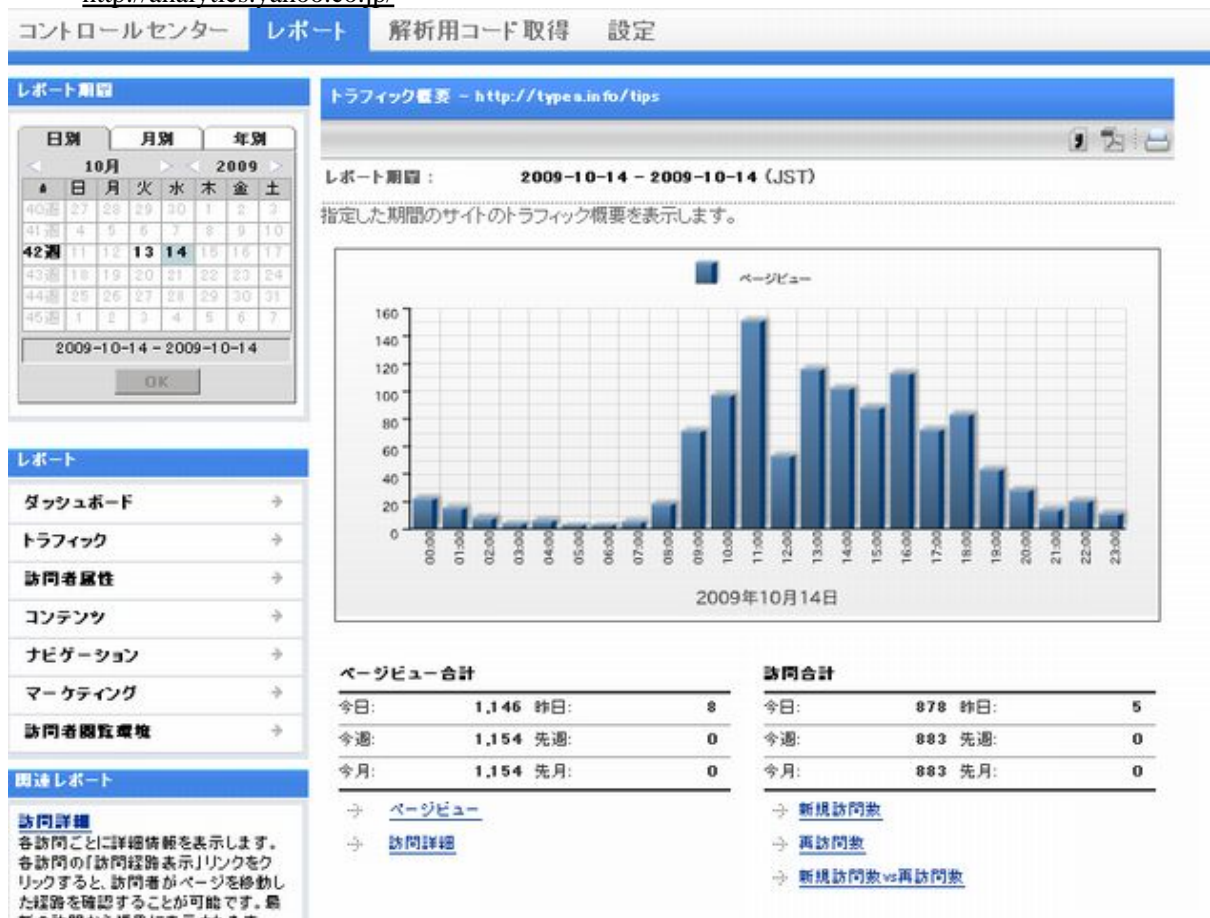 http://analytics.yahoo.co.jp/
コントロールセンター レポート 解析用コード取得 設定
レポート期間
日別 月別 年別
< 10月 > < 2009 >
日 月 火 水 木 金 土
40週 27 28 29 30 1 2 3
41週 4 5 6 7 8 9 10
42週 11 12 13 14 15 16 17
43週 18 19 20 21 22 23 24
44週 25 26 27 28 29 30 31
45週 1 2 3 4 5 6 7
2009-10-14 - 2009-10-14
OK
レポート
ダッシュボード
トラフィック
訪問者属性
コンテンツ
ナビゲーション
マーケティング
訪問者閲覧環境
関連レポート
訪問詳細
各訪問ごとに詳細情報を表示します。
各訪問の「訪問経路表示」リンクをク
リックすると、訪問者がページを移動し
た経路を確認することが可能です。最
トラフィック概要 - http://typea.info/tips
レポート期間 : 2009-10-14 - 2009-10-14 (JST)
指定した期間のサイトのトラフィック概要を表示します。
ページビュー
160
140
120
100
80
60
40
20
0
00:00 01:00 02:00 03:00 04:00 05:00 06:00 07:00 08:00 09:00 10:00 11:00 12:00 13:00 14:00 15:00 16:00 17:00 18:00 19:00 20:00 21:00 22:00 23:00
2009年10月14日
ページビュー合計
今日: 1,146 昨日: 8
今週: 1,154 先週: 0
今月: 1,154 先月: 0
ページビュー
訪問詳細
訪問合計
今日: 878 昨日: 5
今週: 883 先週: 0
今月: 883 先月: 0
新規訪問数
再訪問数
新規訪問数vs再訪問数